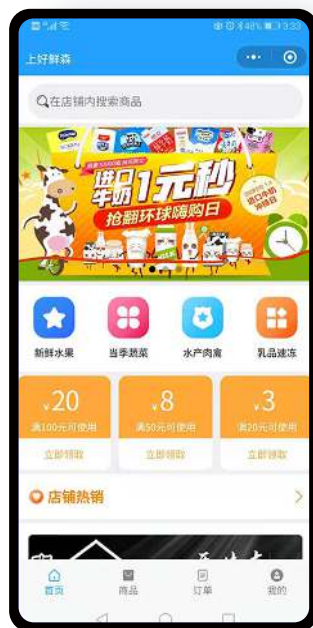 48% 3:33
上好鲜森
在店铺内搜索商品
进口牛奶1元秒
抢翻环球嗨购日
新鲜水果 当季蔬菜 水产肉禽 乳品速冻
¥20 ¥8 ¥3
满100元可使用 满50元可使用 满20元可使用
立即领取 立即领取 立即领取
店铺热销
首页 商品 订单 我的